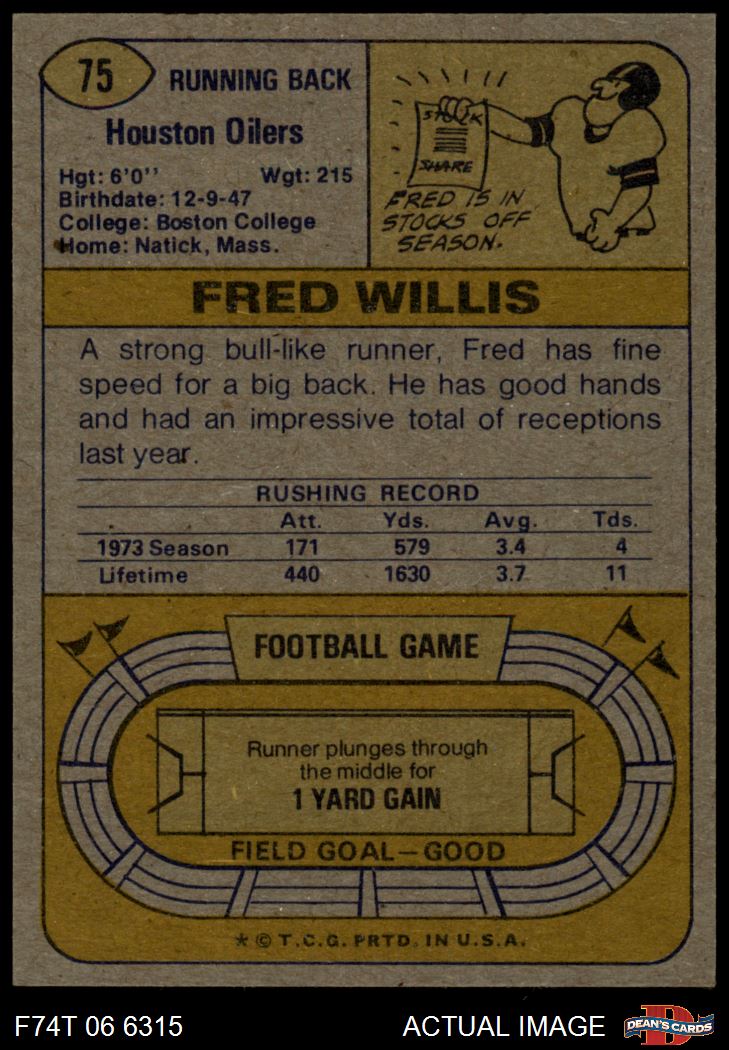 75
RUNNING BACK
Houston Oilers
Hgt: 6'0'' Wgt: 215
Birthdate: 12-9-47
College: Boston College
Home: Natick, Mass.
STOCK
SHARE
FRED IS IN
STOCKS OFF
SEASON.
FRED WILLIS
A strong bull-like runner, Fred has fine
speed for a big back. He has good hands
and had an impressive total of receptions
last year.
RUSHING RECORD
Att. Yds. Avg. Tds.
1973 Season 171 579 3.4 4
Lifetime 440 1630 3.7 11
FOOTBALL GAME
Runner plunges through
the middle for
1 YARD GAIN
FIELD GOAL—GOOD
* © T.C.G. PRTD. IN U.S.A.
F74T 06 6315 ACTUAL IMAGE
D
DEAN'S CARDS